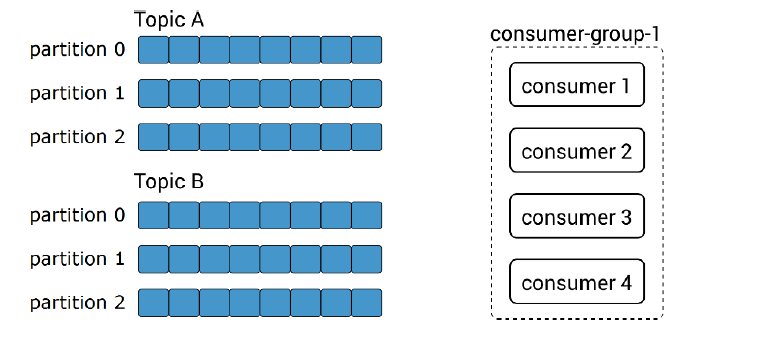 Topic A
partition 0
partition 1
partition 2
Topic B
partition 0
partition 1
partition 2
consumer-group-1
consumer 1
consumer 2
consumer 3
consumer 4